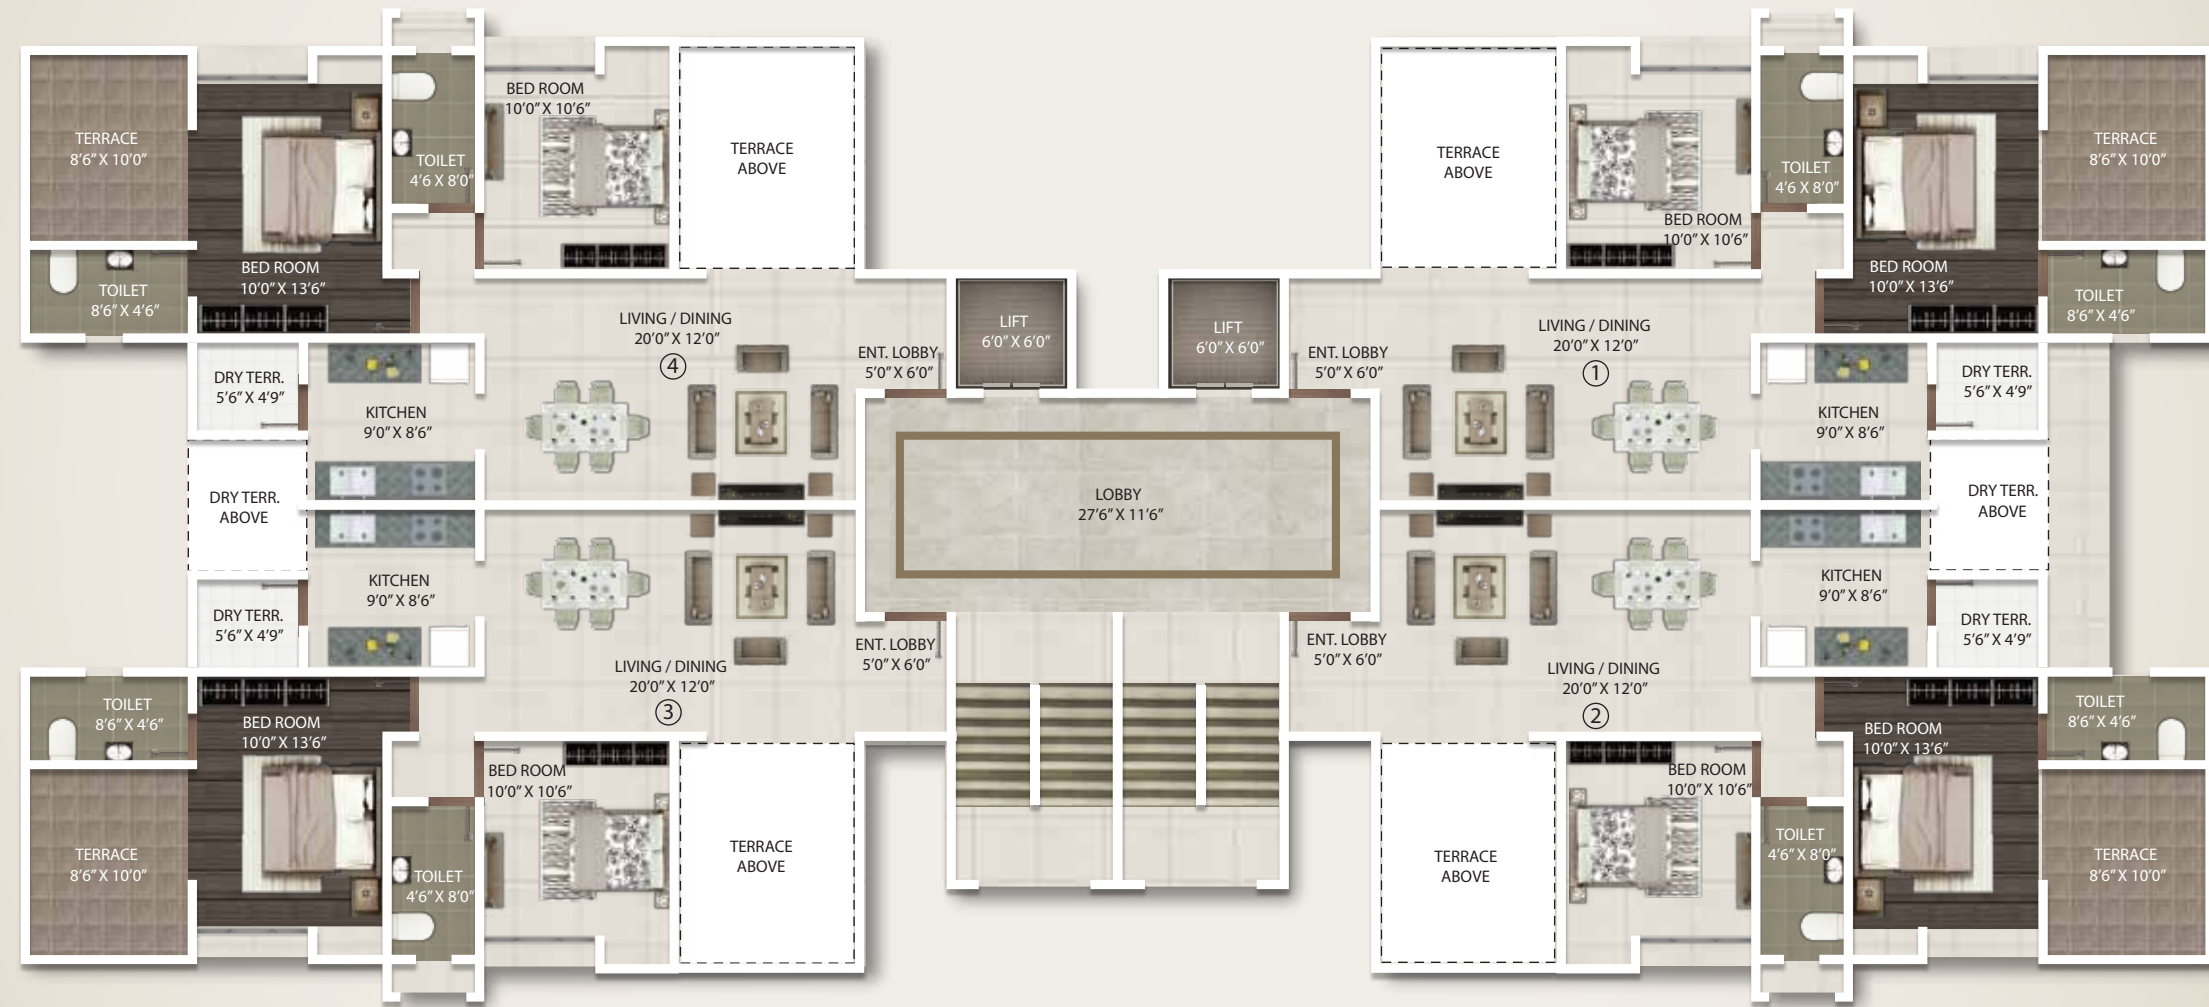 BED ROOM
10'0" X 10'6"
TERRACE
8'6" X 10'0"
TOILET
4'6 X 8'0"
TERRACE
ABOVE
BED ROOM
10'0" X 13'6"
TOILET
8'6" X 4'6"
LIVING / DINING
20'0" X 12'0"
4
ENT. LOBBY
5'0" X 6'0"
LIFT
6'0" X 6'0"
DRY TERR.
5'6" X 4'9"
KITCHEN
9'0" X 8'6"
DRY TERR.
ABOVE
TERRACE
ABOVE
BED ROOM
10'0" X 10'6"
TOILET
4'6 X 8'0"
TERRACE
8'6" X 10'0"
BED ROOM
10'0" X 13'6"
TOILET
8'6" X 4'6"
LIFT
6'0" X 6'0"
ENT. LOBBY
5'0" X 6'0"
LIVING / DINING
20'0" X 12'0"
1
KITCHEN
9'0" X 8'6"
DRY TERR.
5'6" X 4'9"
DRY TERR.
ABOVE
LOBBY
27'6" X 11'6"
KITCHEN
9'0" X 8'6"
DRY TERR.
5'6" X 4'9"
LIVING / DINING
20'0" X 12'0"
3
ENT. LOBBY
5'0" X 6'0"
TOILET
8'6" X 4'6"
BED ROOM
10'0" X 13'6"
BED ROOM
10'0" X 10'6"
TERRACE
8'6" X 10'0"
TOILET
4'6" X 8'0"
TERRACE
ABOVE
ENT. LOBBY
5'0" X 6'0"
LIVING / DINING
20'0" X 12'0"
2
KITCHEN
9'0" X 8'6"
DRY TERR.
5'6" X 4'9"
TOILET
8'6" X 4'6"
BED ROOM
10'0" X 13'6"
BED ROOM
10'0" X 10'6"
TERRACE
ABOVE
TOILET
4'6" X 8'0"
TERRACE
8'6" X 10'0"